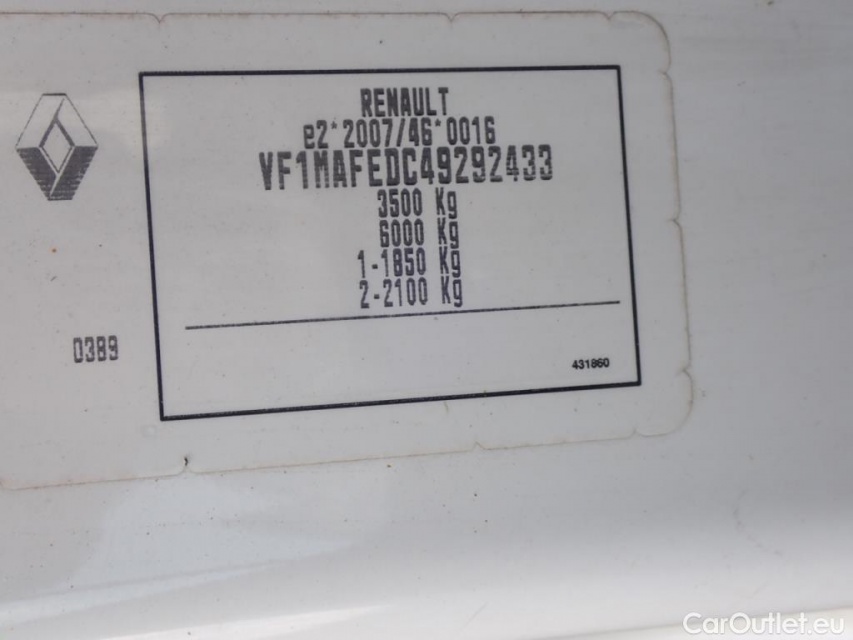 RENAULT
e2*2007/46*0016
VF1MAFEDC49292433
3500 Kg
6000 Kg
1-1850 Kg
2-2100 Kg
0389
431860
CarOutlet.eu